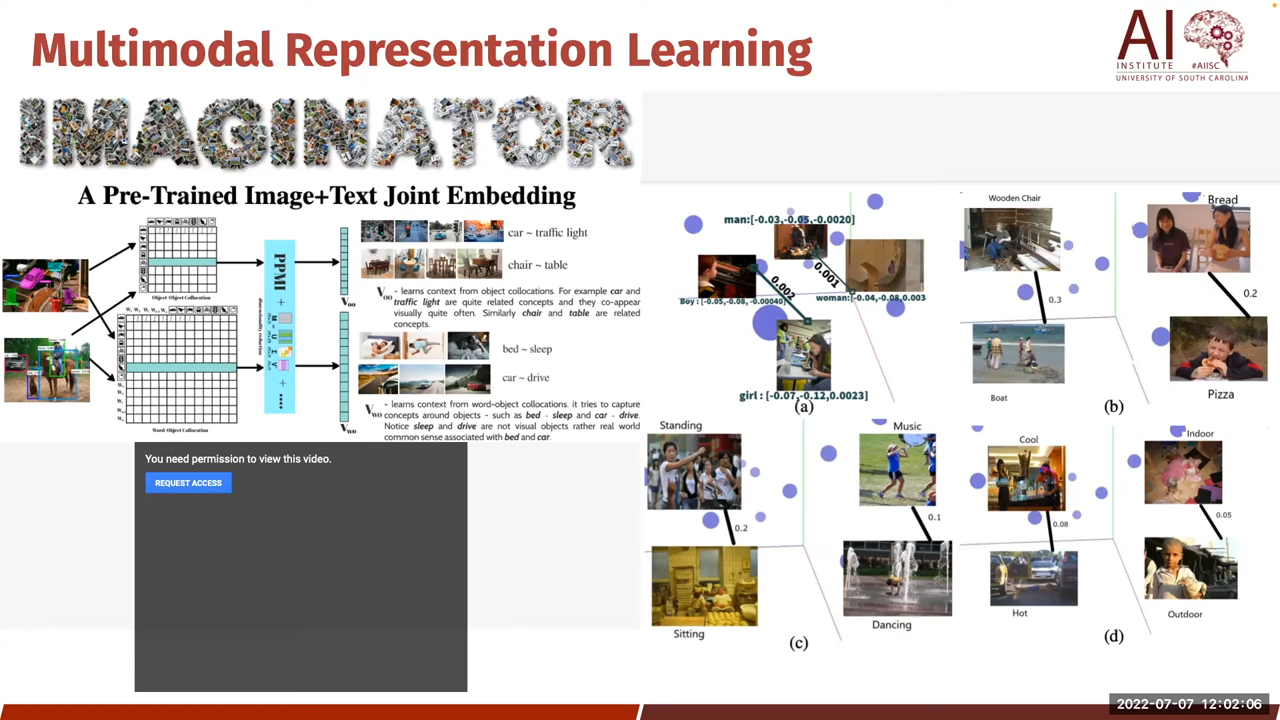 Multimodal Representation Learning
AI
INSTITUTE #AIISC
UNIVERSITY OF SOUTH CAROLINA
IMAGINATOR
A Pre-Trained Image+Text Joint Embedding
Object-Object Collocation
Word-Object Collocation
PPMI
+
dimensionality reduction
+
....
V_OO
V_WO
car ~ traffic light
chair ~ table
V_OO - learns context from object collocations. For example car and
traffic light are quite related concepts and they co-appear
visually quite often. Similarly chair and table are related
concepts.
bed ~ sleep
car ~ drive
V_WO - learns context from word-object collocations. it tries to capture
concepts around objects - such as bed - sleep and car - drive.
Notice sleep and drive are not visual objects rather real world
common sense associated with bed and car.
You need permission to view this video.
REQUEST ACCESS
man:[-0.03,-0.05,-0.0020]
0.001
0.002
Boy : [-0.05,-0.08,-0.00040]
woman:[-0.04,-0.08,0.003
girl : [-0.07,-0.12,0.0023]
(a)
Wooden Chair
0.3
Boat
Bread
0.2
Pizza
(b)
Standing
0.2
Sitting
Music
0.1
Dancing
(c)
Cool
0.08
Hot
Indoor
0.05
Outdoor
(d)
2022-07-07 12:02:06